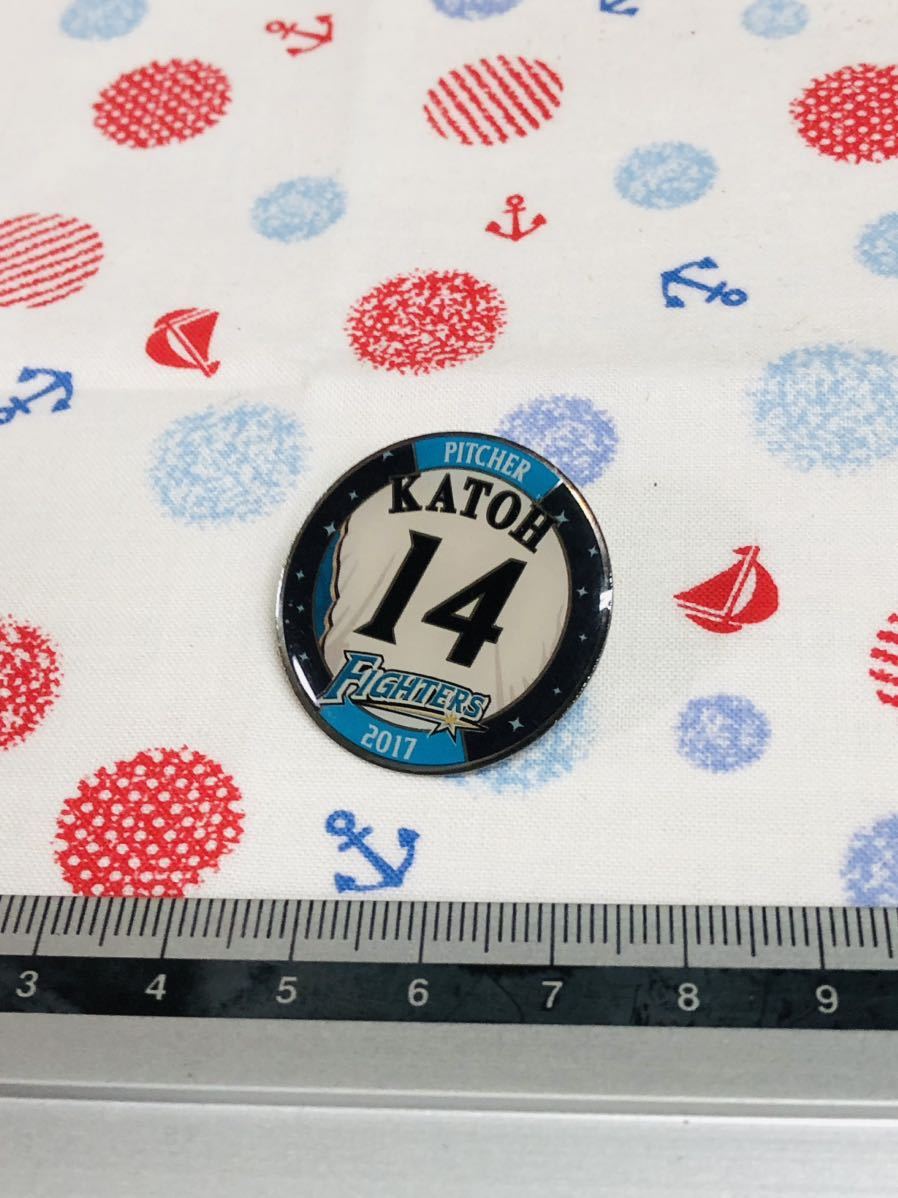 PITCHER
KATOH
14
FIGHTERS
2017
3 4 5 6 7 8 9